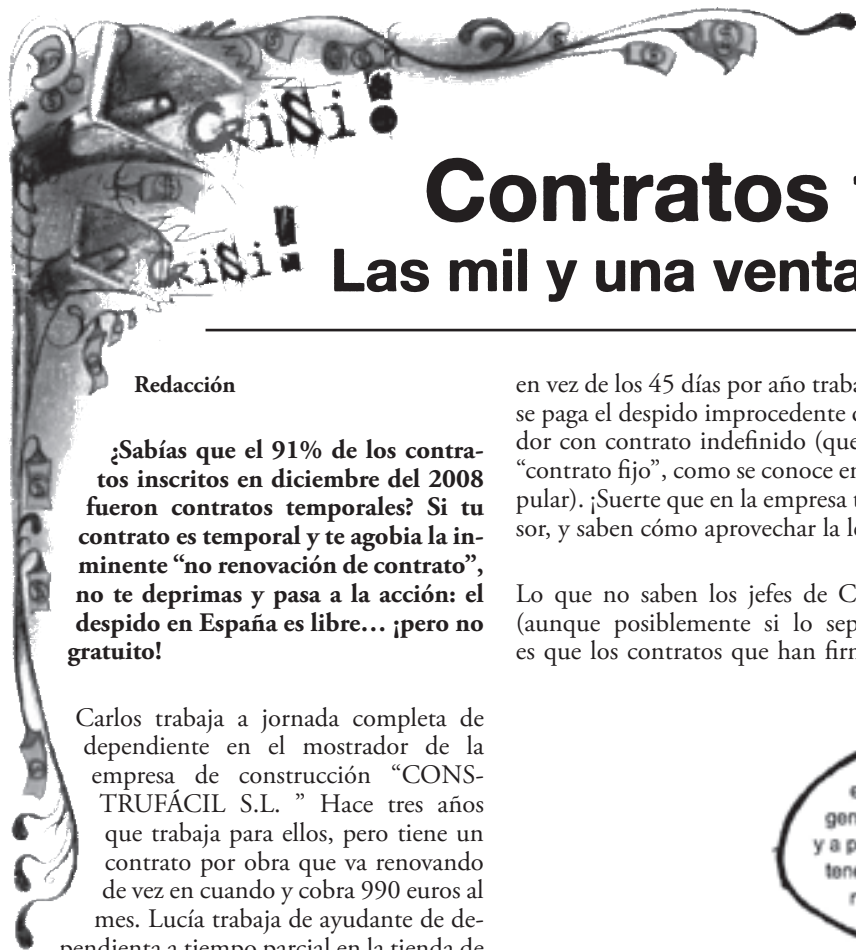 CRiSi!
CRiSi!
Contratos
Las mil y una venta
Redacción
¿Sabías que el 91% de los contra-
tos inscritos en diciembre del 2008
fueron contratos temporales? Si tu
contrato es temporal y te agobia la in-
minente “no renovación de contrato”,
no te deprimas y pasa a la acción: el
despido en España es libre… ¡pero no
gratuito!
Carlos trabaja a jornada completa de
dependiente en el mostrador de la
empresa de construcción “CONS-
TRUFÁCIL S.L. ” Hace tres años
que trabaja para ellos, pero tiene un
contrato por obra que va renovando
de vez en cuando y cobra 990 euros al
mes. Lucía trabaja de ayudante de de-
pendienta a tiempo parcial en la tienda de
en vez de los 45 días por año traba
se paga el despido improcedente
dor con contrato indefinido (que
“contrato fijo”, como se conoce en
pular). ¡Suerte que en la empresa
sor, y saben cómo aprovechar la
Lo que no saben los jefes de C
(aunque posiblemente si lo sep
es que los contratos que han firm
gen
y a p
ten